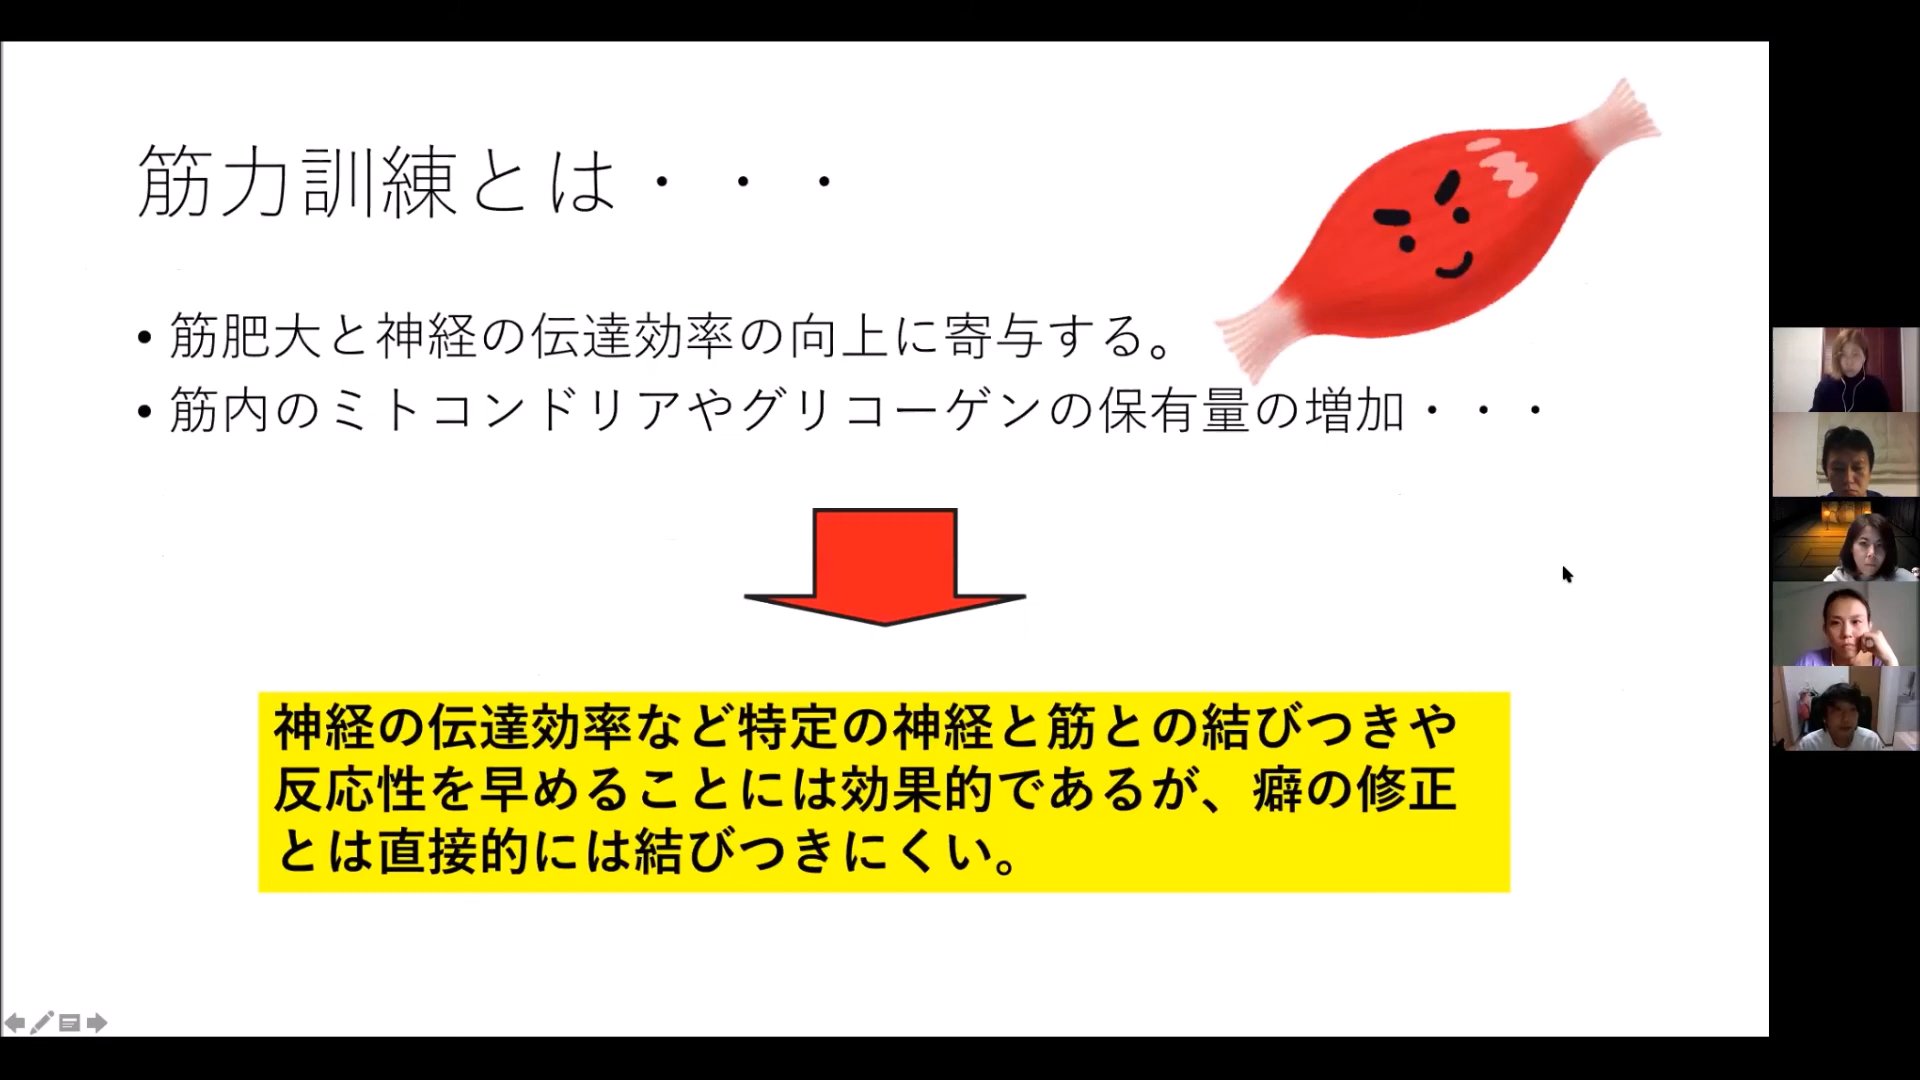 筋力訓練とは・・・
• 筋肥大と神経の伝達効率の向上に寄与する。
• 筋内のミトコンドリアやグリコーゲンの保有量の増加・・・
神経の伝達効率など特定の神経と筋との結びつきや
反応性を早めることには効果的であるが、癖の修正
とは直接的には結びつきにくい。